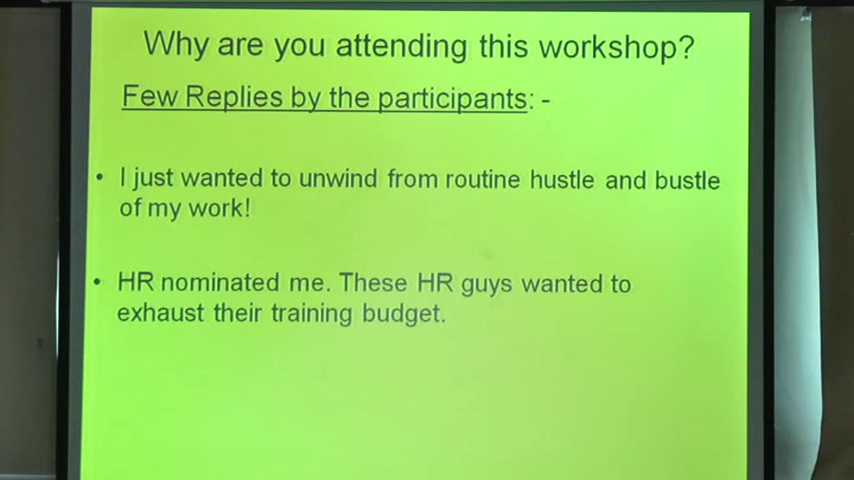 Why are you attending this workshop?
Few Replies by the participants: -
• I just wanted to unwind from routine hustle and bustle
of my work!
• HR nominated me. These HR guys wanted to
exhaust their training budget.